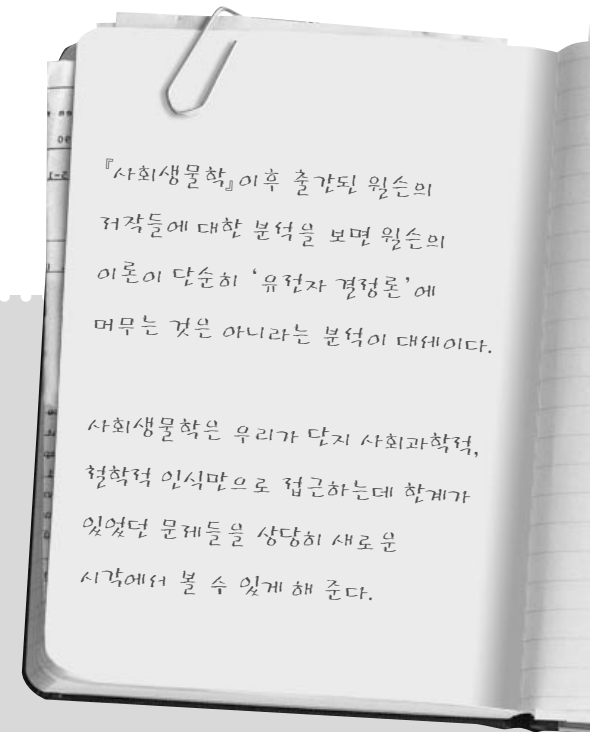 『사회생물학』이후 출간된 윌슨의
저작들에 대한 분석을 보면 윌슨의
이론이 단순히 ‘유전자 결정론’에
머무는 것은 아니라는 분석이 대세이다.
사회생물학은 우리가 단지 사회과학적,
철학적 인식만으로 접근하는데 한계가
있었던 문제들을 상당히 새로운
시각에서 볼 수 있게 해 준다.